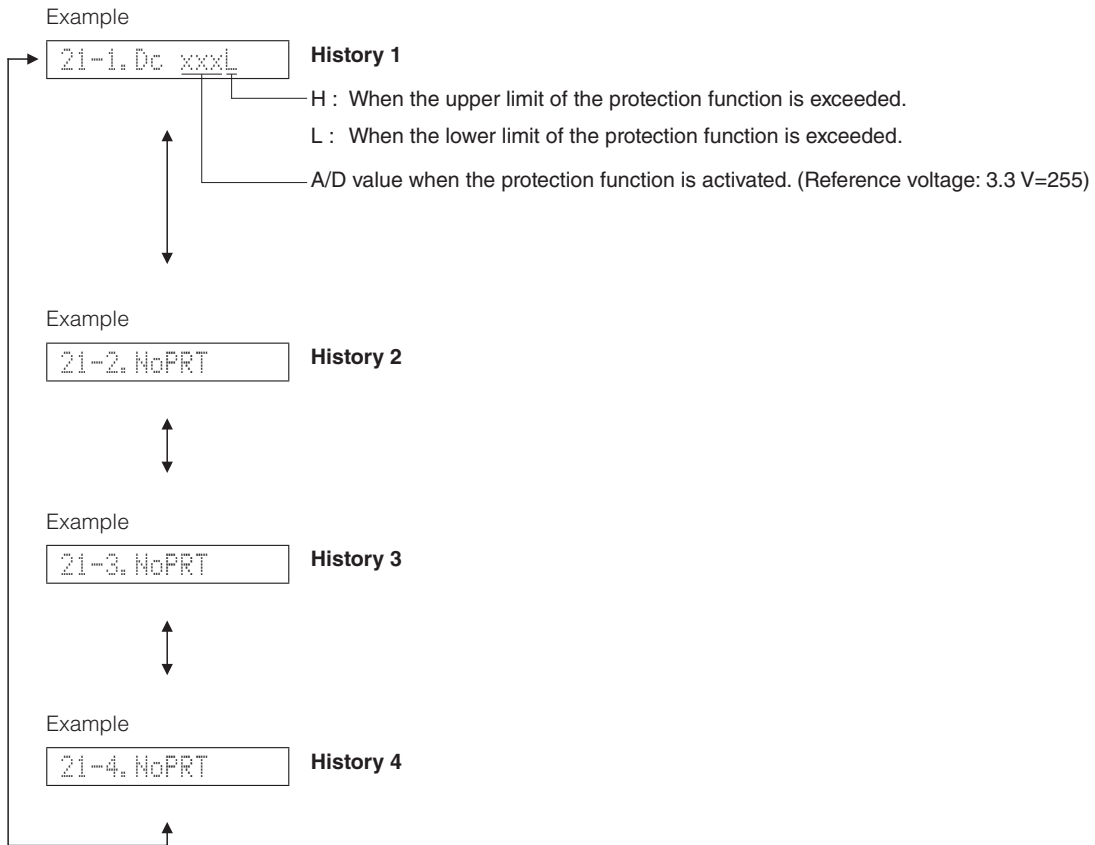 Example
21-1.Dc xxxL
History 1
H : When the upper limit of the protection function is exceeded.
L : When the lower limit of the protection function is exceeded.
A/D value when the protection function is activated. (Reference voltage: 3.3 V=255)
Example
21-2.NoPRT
History 2
Example
21-3.NoPRT
History 3
Example
21-4.NoPRT
History 4